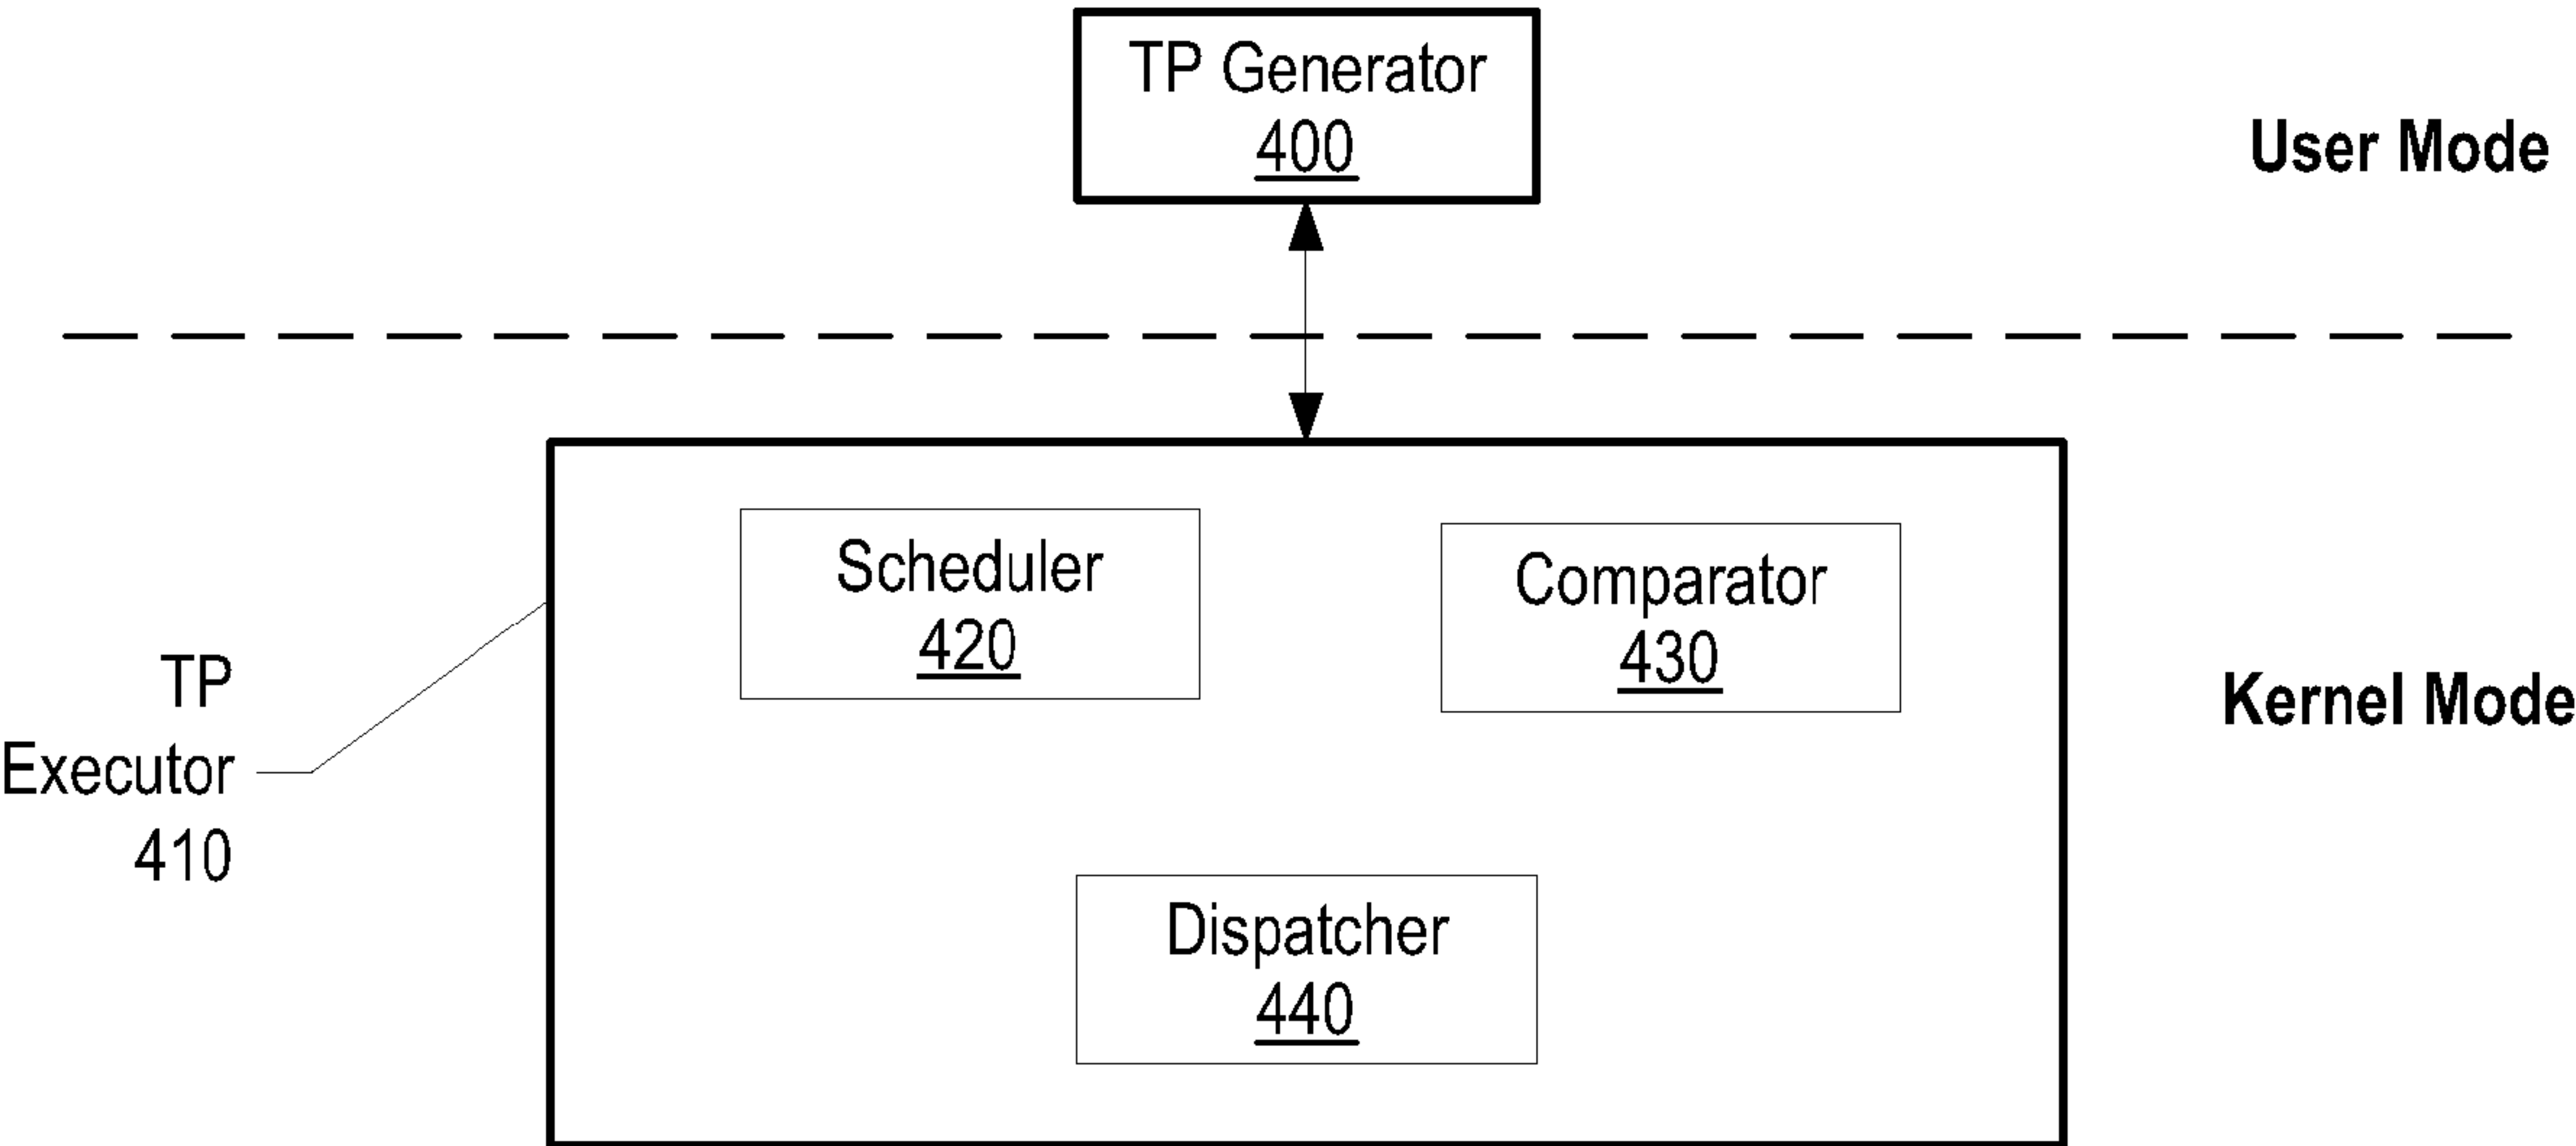 TP Generator
400
User Mode
Scheduler
420
Comparator
430
TP
Executor
410
Kernel Mode
Dispatcher
440